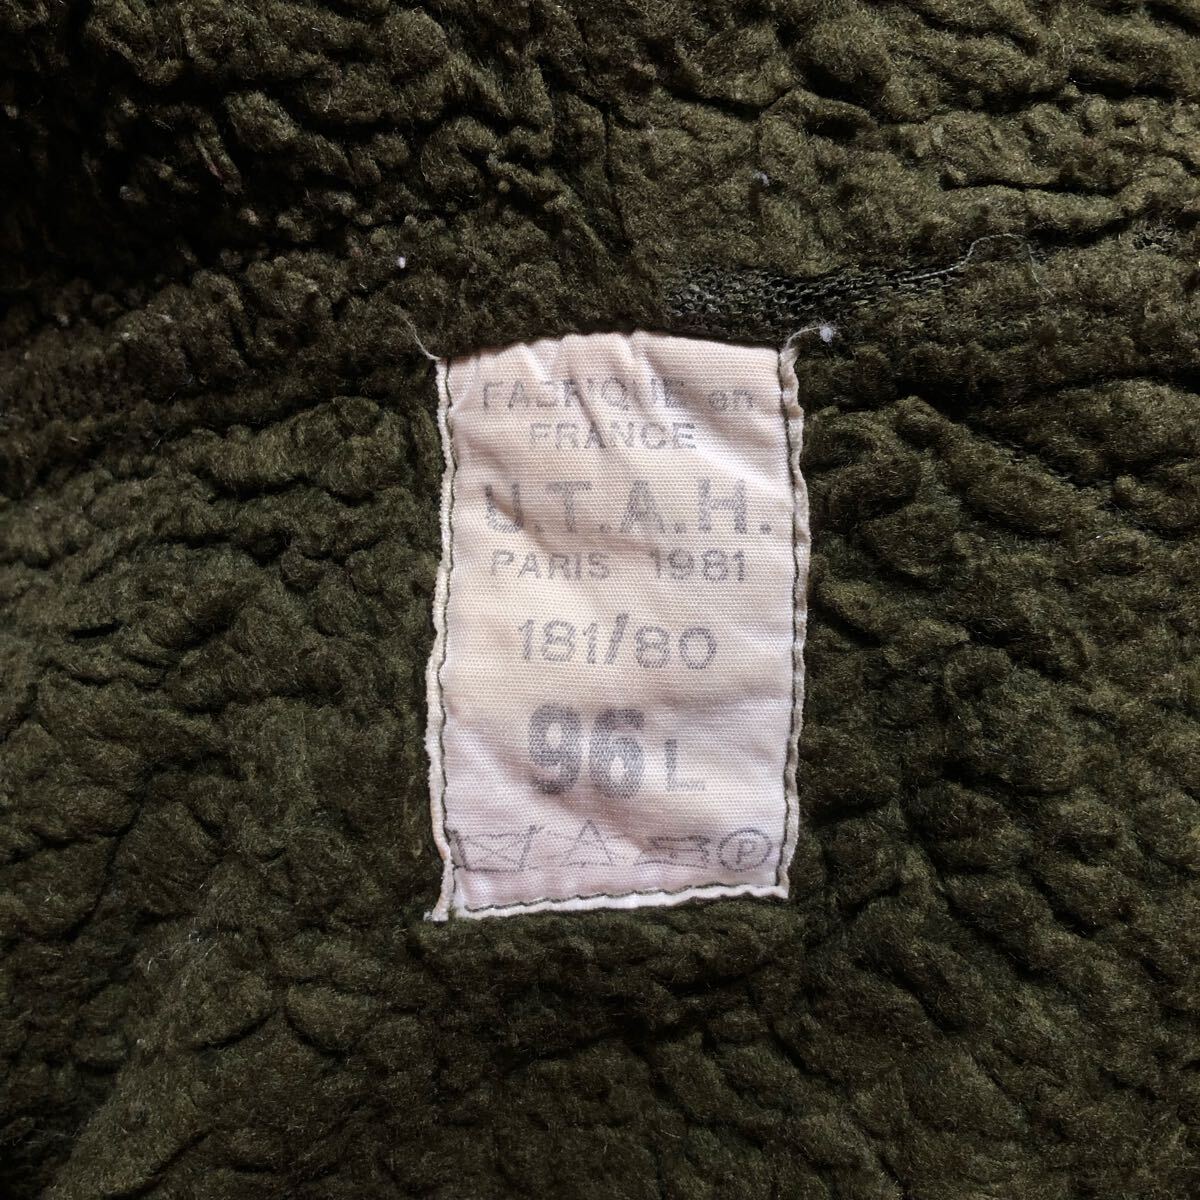 FABRIQUE en
FRANCE
U.T.A.H.
PARIS 1981
181/80
96 L
P